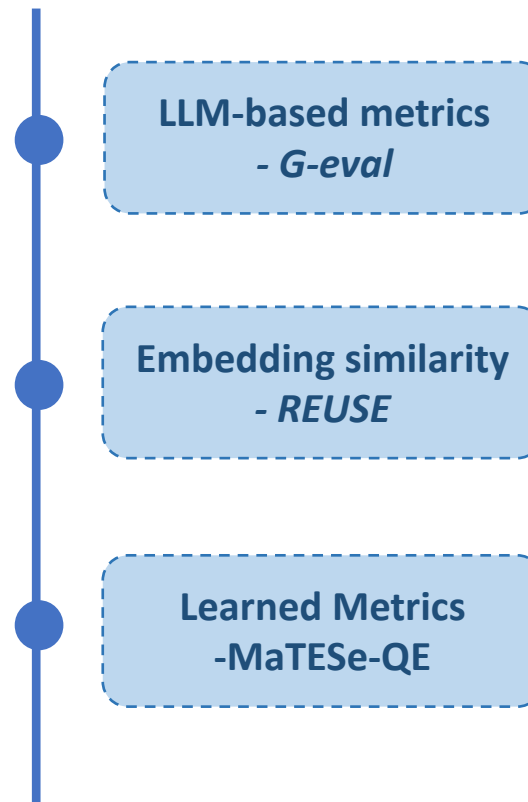 LLM-based metrics
- G-eval
Embedding similarity
- REUSE
Learned Metrics
-MaTESe-QE